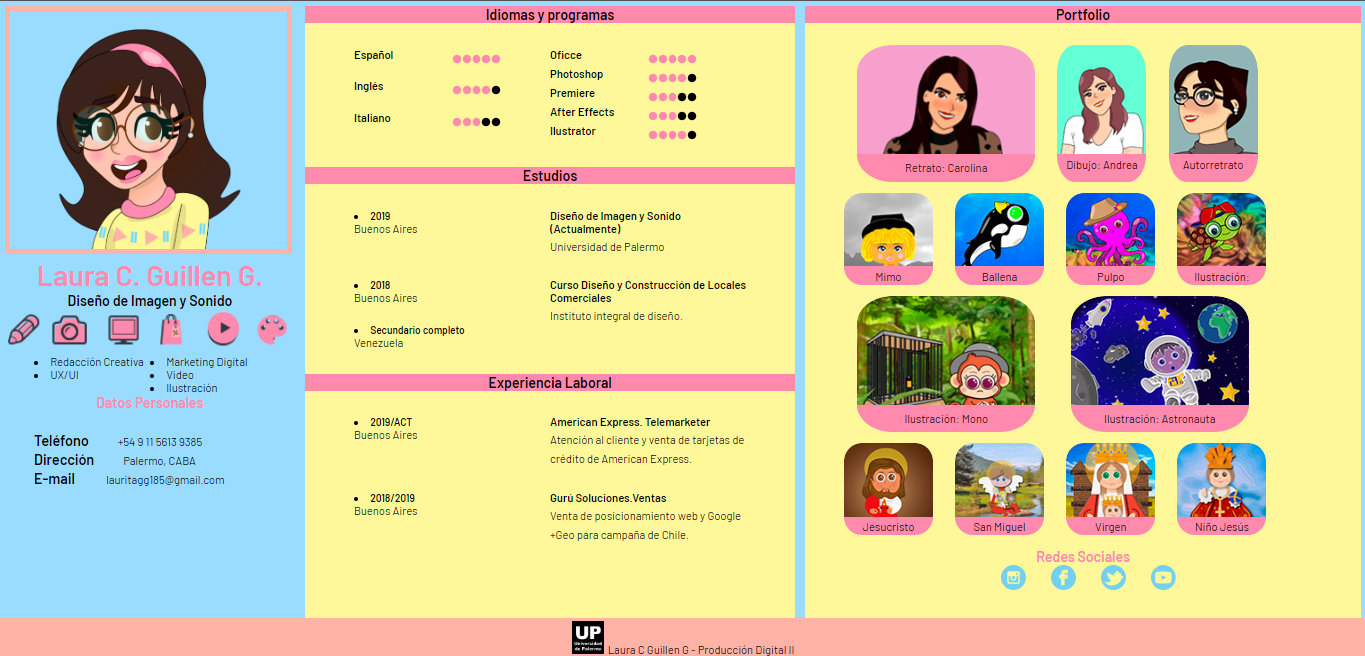 Laura C. Guillen G.
Diseño de Imagen y Sonido
Redacción Creativa
UX/UI
Marketing Digital
Video
Ilustración
Datos Personales
Teléfono +54 9 11 5613 9385
Dirección Palermo, CABA
E-mail lauritagg185@gmail.com
Idiomas y programas
Español
Inglés
Italiano
Oficce
Photoshop
Premiere
After Effects
Ilustrator
Estudios
2019
Buenos Aires
Diseño de Imagen y Sonido
(Actualmente)
Universidad de Palermo
2018
Buenos Aires
Curso Diseño y Construcción de Locales
Comerciales
Instituto integral de diseño.
Secundario completo
Venezuela
Experiencia Laboral
2019/ACT
Buenos Aires
American Express. Telemarketer
Atención al cliente y venta de tarjetas de
crédito de American Express.
2018/2019
Buenos Aires
Gurú Soluciones.Ventas
Venta de posicionamiento web y Google
+Geo para campaña de Chile.
Portfolio
Retrato: Carolina
Dibujo: Andrea
Autorretrato
Mimo
Ballena
Pulpo
Ilustración:
Ilustración: Mono
Ilustración: Astronauta
Jesucristo
San Miguel
Virgen
Niño Jesús
Redes Sociales
UP
Universidad
de Palermo
Laura C Guillen G - Producción Digital II